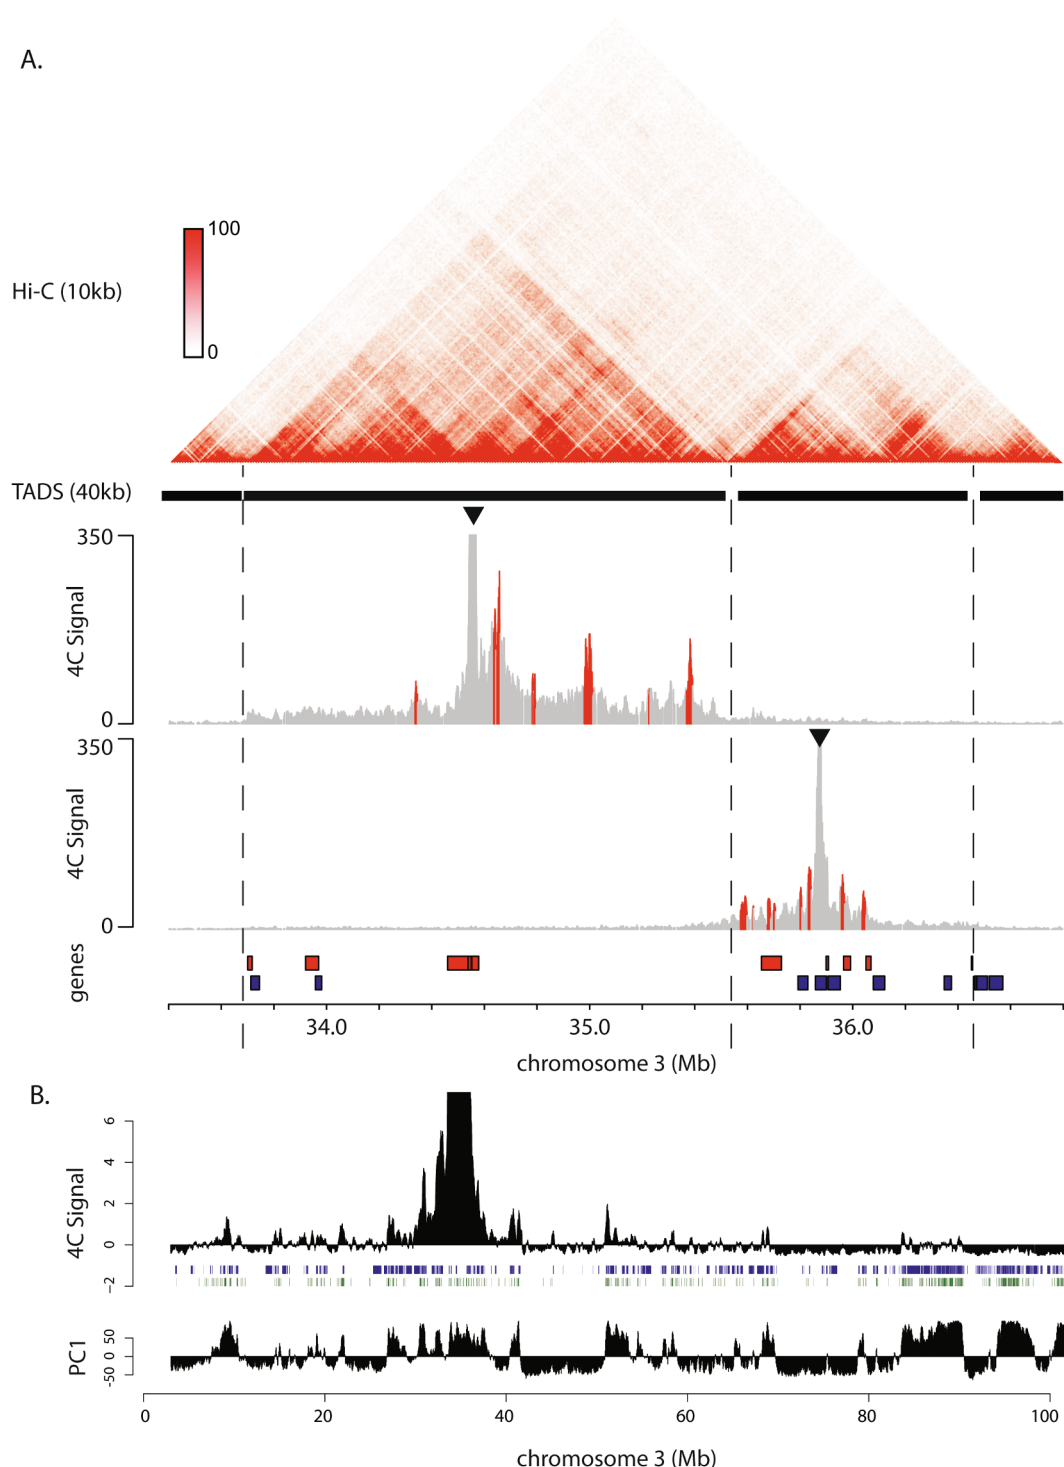 A.
100
Hi-C (10kb)
0
TADS (40kb)
350
4C Signal
0
350
4C Signal
0
genes
34.0 35.0 36.0
chromosome 3 (Mb)
B.
6
4
2
0
-2
4C Signal
50
0
-50
PC1
0 20 40 60 80 100
chromosome 3 (Mb)